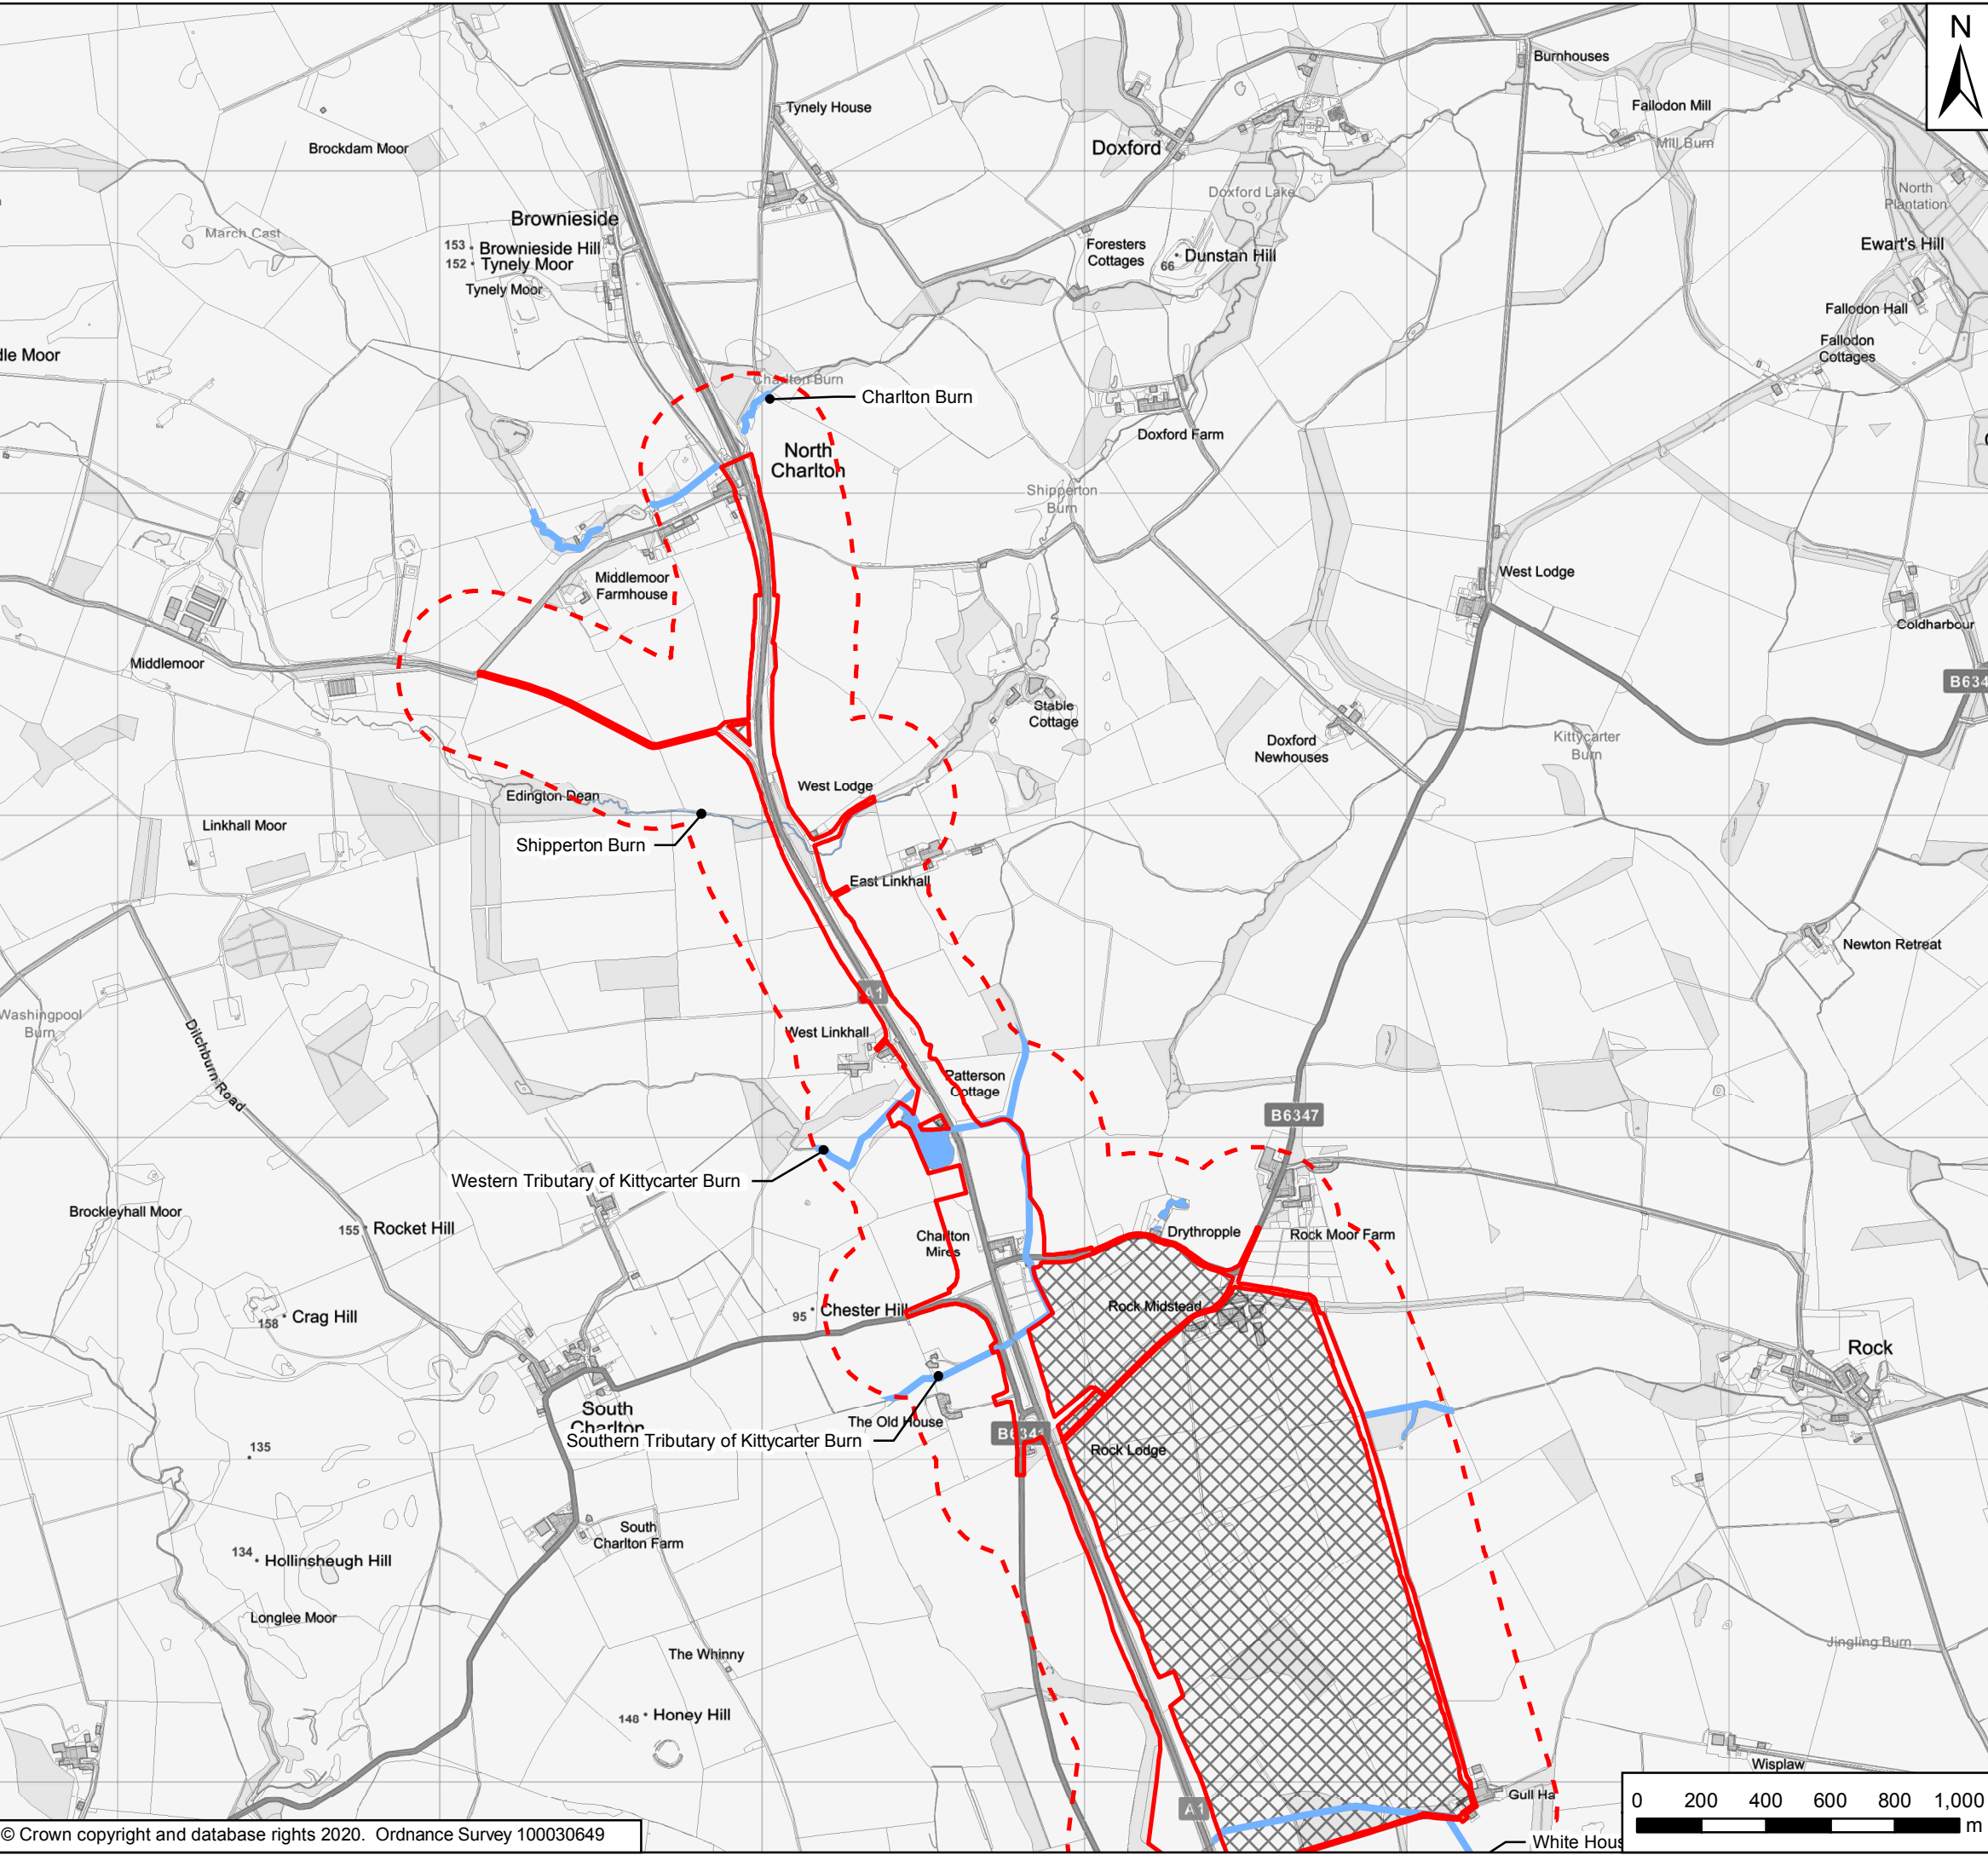 N
Burnhouses
Tynely House
Fallodon Mill
Brockdam Moor
Doxford
Mill Burn
Doxford Lake
North
Plantation
Brownieside
March Cast
153 Brownieside Hill
152 Tynely Moor
Tynely Moor
Foresters
Cottages
66 Dunstan Hill
Ewart's Hill
Fallodon Hall
Fallodon
Cottages
dle Moor
Charlton Burn
Charlton Burn
Doxford Farm
North
Charlton
Shipperton
Burn
Middlemoor
Farmhouse
West Lodge
Coldharbour
Middlemoor
B634
Stable
Cottage
Doxford
Newhouses
Kittycarter
Burn
West Lodge
Edington Dean
Linkhall Moor
Shipperton Burn
East Linkhall
Newton Retreat
A1
Washingpool
Burn
Dilchburn Road
West Linkhall
Patterson
Cottage
B6347
Western Tributary of Kittycarter Burn
Brockleyhall Moor
155 Rocket Hill
Charlton
Mires
Drythropple
Rock Moor Farm
Rock Midstead
95 Chester Hill
158 Crag Hill
Rock
South
Charlton
The Old House
Southern Tributary of Kittycarter Burn
B6341
Rock Lodge
135
South
Charlton Farm
134 Hollinsheugh Hill
Longlee Moor
The Whinny
Jingling Burn
148 Honey Hill
Wisplaw
Gull Ha
A1
0 200 400 600 800 1,000
m
© Crown copyright and database rights 2020. Ordnance Survey 100030649
White Hous